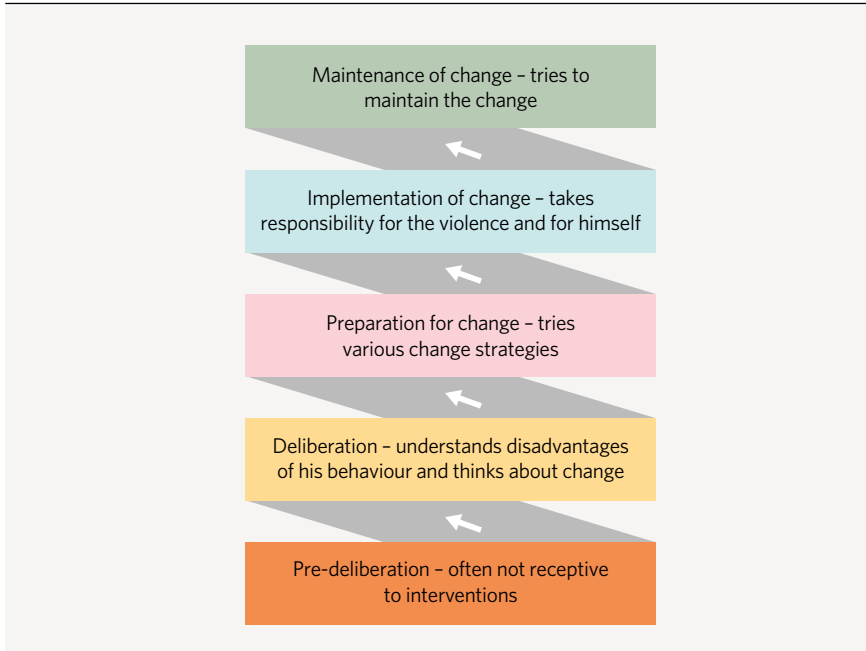 Maintenance of change – tries to
maintain the change
Implementation of change – takes
responsibility for the violence and for himself
Preparation for change – tries
various change strategies
Deliberation – understands disadvantages
of his behaviour and thinks about change
Pre-deliberation – often not receptive
to interventions